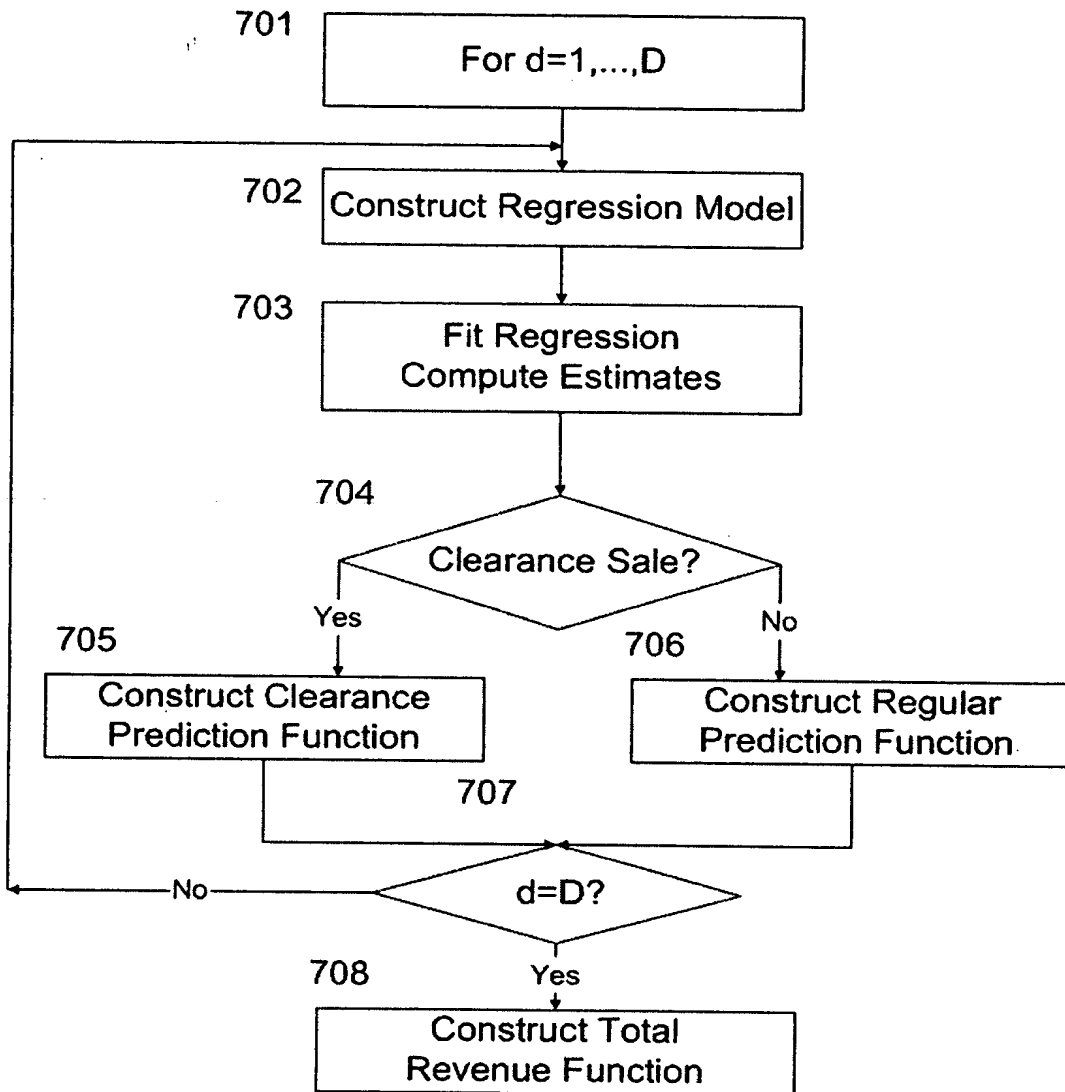 701
For d=1,...,D
702
Construct Regression Model
703
Fit Regression
Compute Estimates
704
Clearance Sale?
Yes
No
705
Construct Clearance
Prediction Function
706
Construct Regular
Prediction Function
707
d=D?
No
Yes
708
Construct Total
Revenue Function